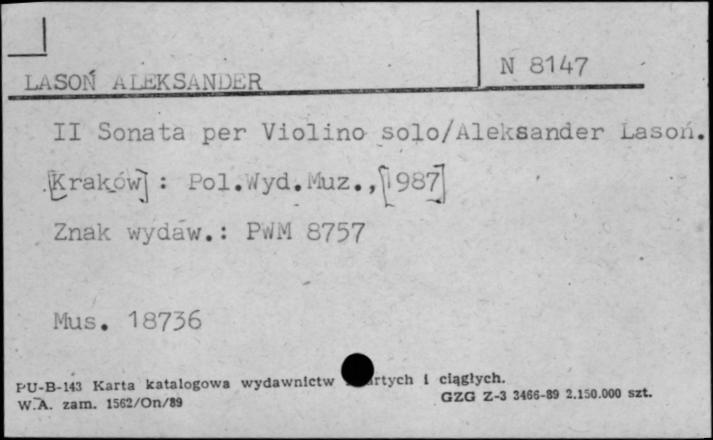 N 8147
LASOŃ ALEKSANDER
II Sonata per Violino solo/Aleksander Lasoń.
[Kraków] : Pol.Wyd.Muz.,[1987]
Znak wydaw.: PWM 8757
Mus. 18736
PU-B-143 Karta katalogowa wydawnictw rtych i ciągłych.
W.A. zam. 1562/On/89
GZG Z-3 3466-89 2.150.000 szt.